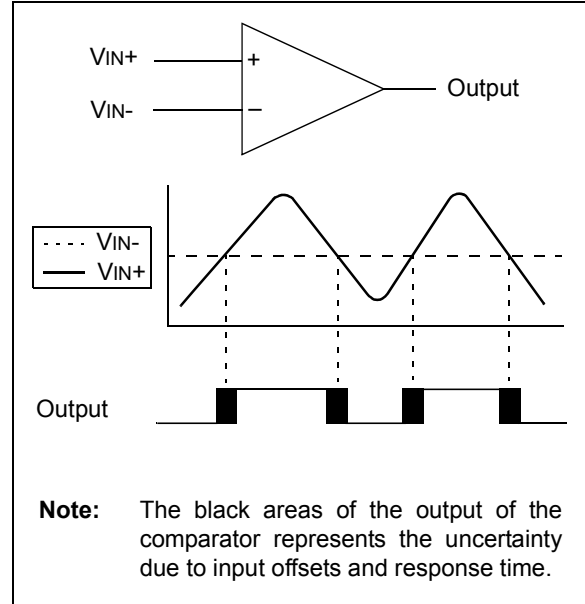 VIN+
+
Output
VIN-
–
VIN-
VIN+
Output
Note: The black areas of the output of the
comparator represents the uncertainty
due to input offsets and response time.